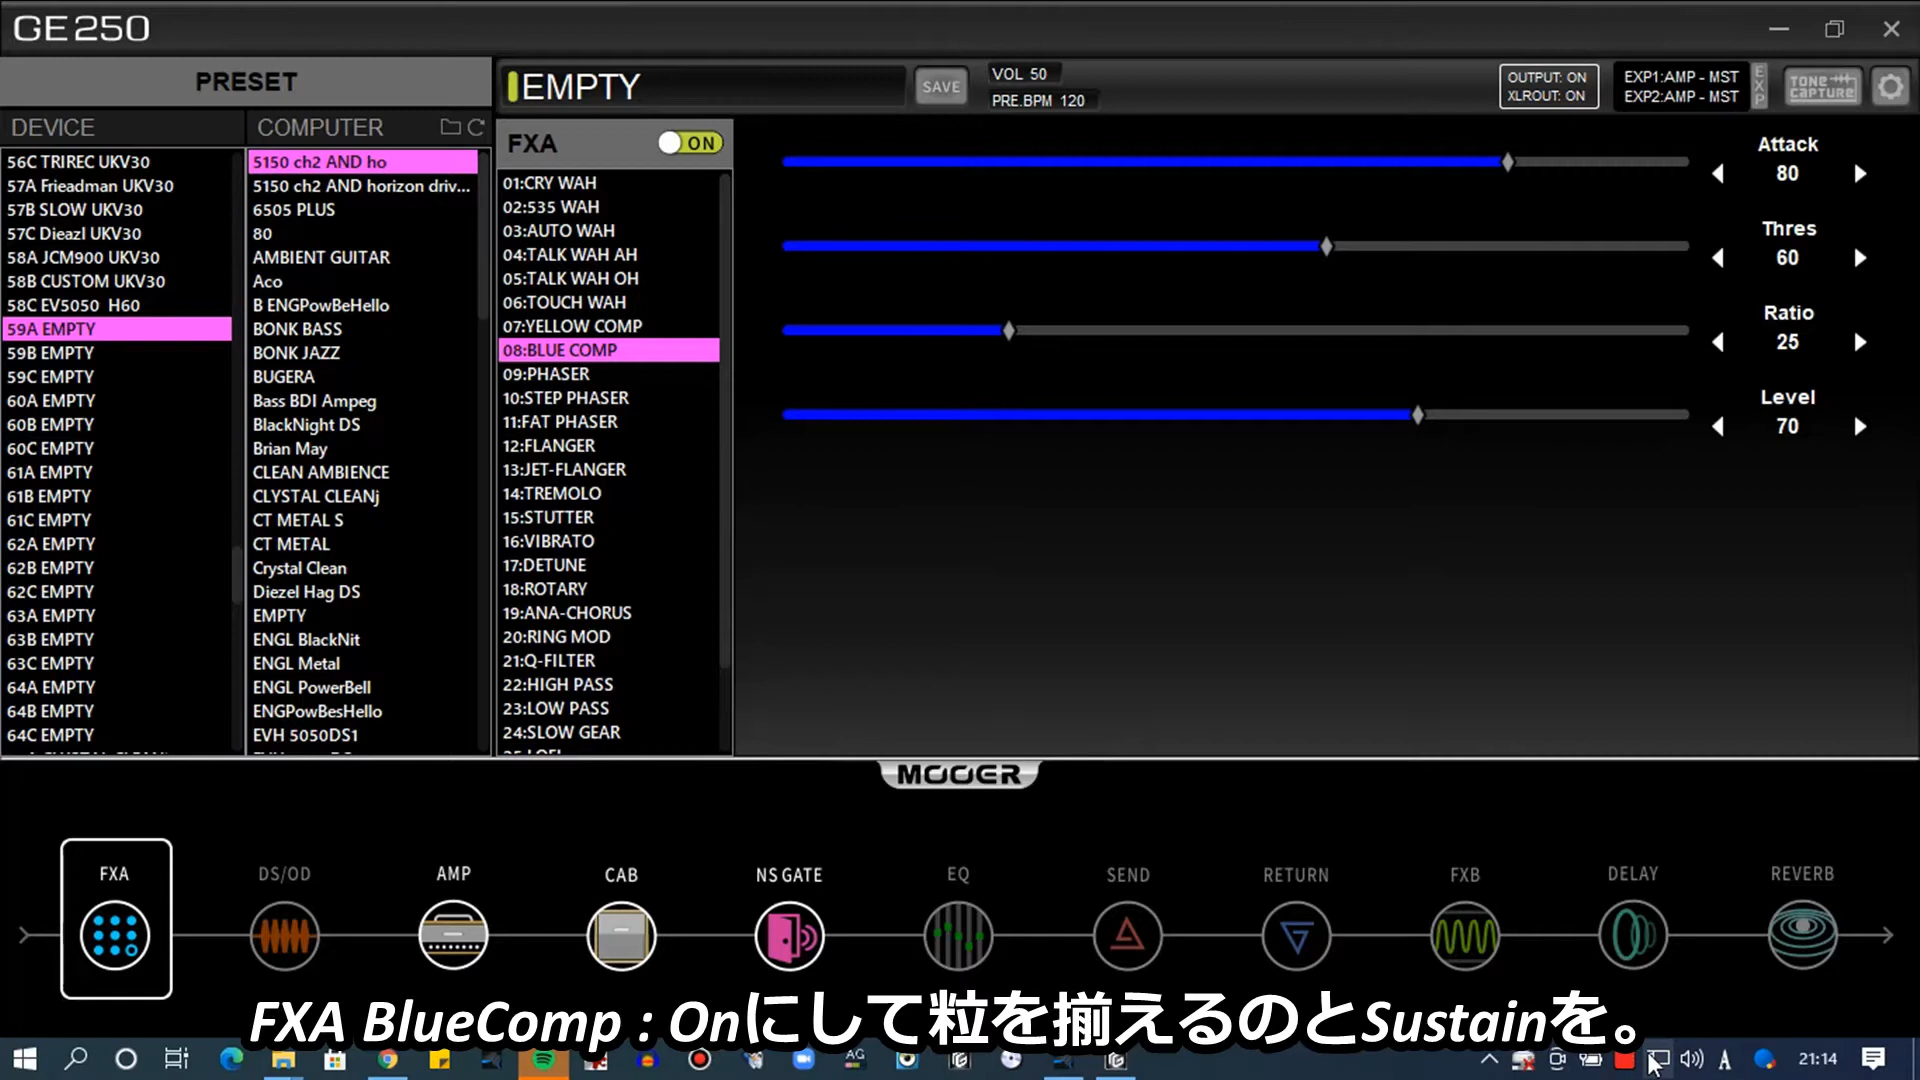 GE250
PRESET
DEVICE
COMPUTER
56C TRIREC UKV30
57A Frieadman UKV30
57B SLOW UKV30
57C Dieazl UKV30
58A JCM900 UKV30
58B CUSTOM UKV30
58C EV5050 H60
59A EMPTY
59B EMPTY
59C EMPTY
60A EMPTY
60B EMPTY
60C EMPTY
61A EMPTY
61B EMPTY
61C EMPTY
62A EMPTY
62B EMPTY
62C EMPTY
63A EMPTY
63B EMPTY
63C EMPTY
64A EMPTY
64B EMPTY
64C EMPTY
5150 ch2 AND ho
5150 ch2 AND horizon driv...
6505 PLUS
80
AMBIENT GUITAR
Aco
B ENGPowBeHello
BONK BASS
BONK JAZZ
BUGERA
Bass BDI Ampeg
BlackNight DS
Brian May
CLEAN AMBIENCE
CLYSTAL CLEANj
CT METAL S
CT METAL
Crystal Clean
Diezel Hag DS
EMPTY
ENGL BlackNit
ENGL Metal
ENGL PowerBell
ENGPowBesHello
EVH 5050DS1
EMPTY
SAVE
VOL 50
PRE.BPM 120
OUTPUT: ON
XLROUT: ON
EXP1:AMP - MST
EXP2:AMP - MST
EXP
TONE
CAPTURE
FXA
ON
01:CRY WAH
02:535 WAH
03:AUTO WAH
04:TALK WAH AH
05:TALK WAH OH
06:TOUCH WAH
07:YELLOW COMP
08:BLUE COMP
09:PHASER
10:STEP PHASER
11:FAT PHASER
12:FLANGER
13:JET-FLANGER
14:TREMOLO
15:STUTTER
16:VIBRATO
17:DETUNE
18:ROTARY
19:ANA-CHORUS
20:RING MOD
21:Q-FILTER
22:HIGH PASS
23:LOW PASS
24:SLOW GEAR
Attack
80
Thres
60
Ratio
25
Level
70
MOOER
FXA
DS/OD
AMP
CAB
NS GATE
EQ
SEND
RETURN
FXB
DELAY
REVERB
FXA BlueComp : Onにして粒を揃えるのとSustainを。
AG
A
21:14